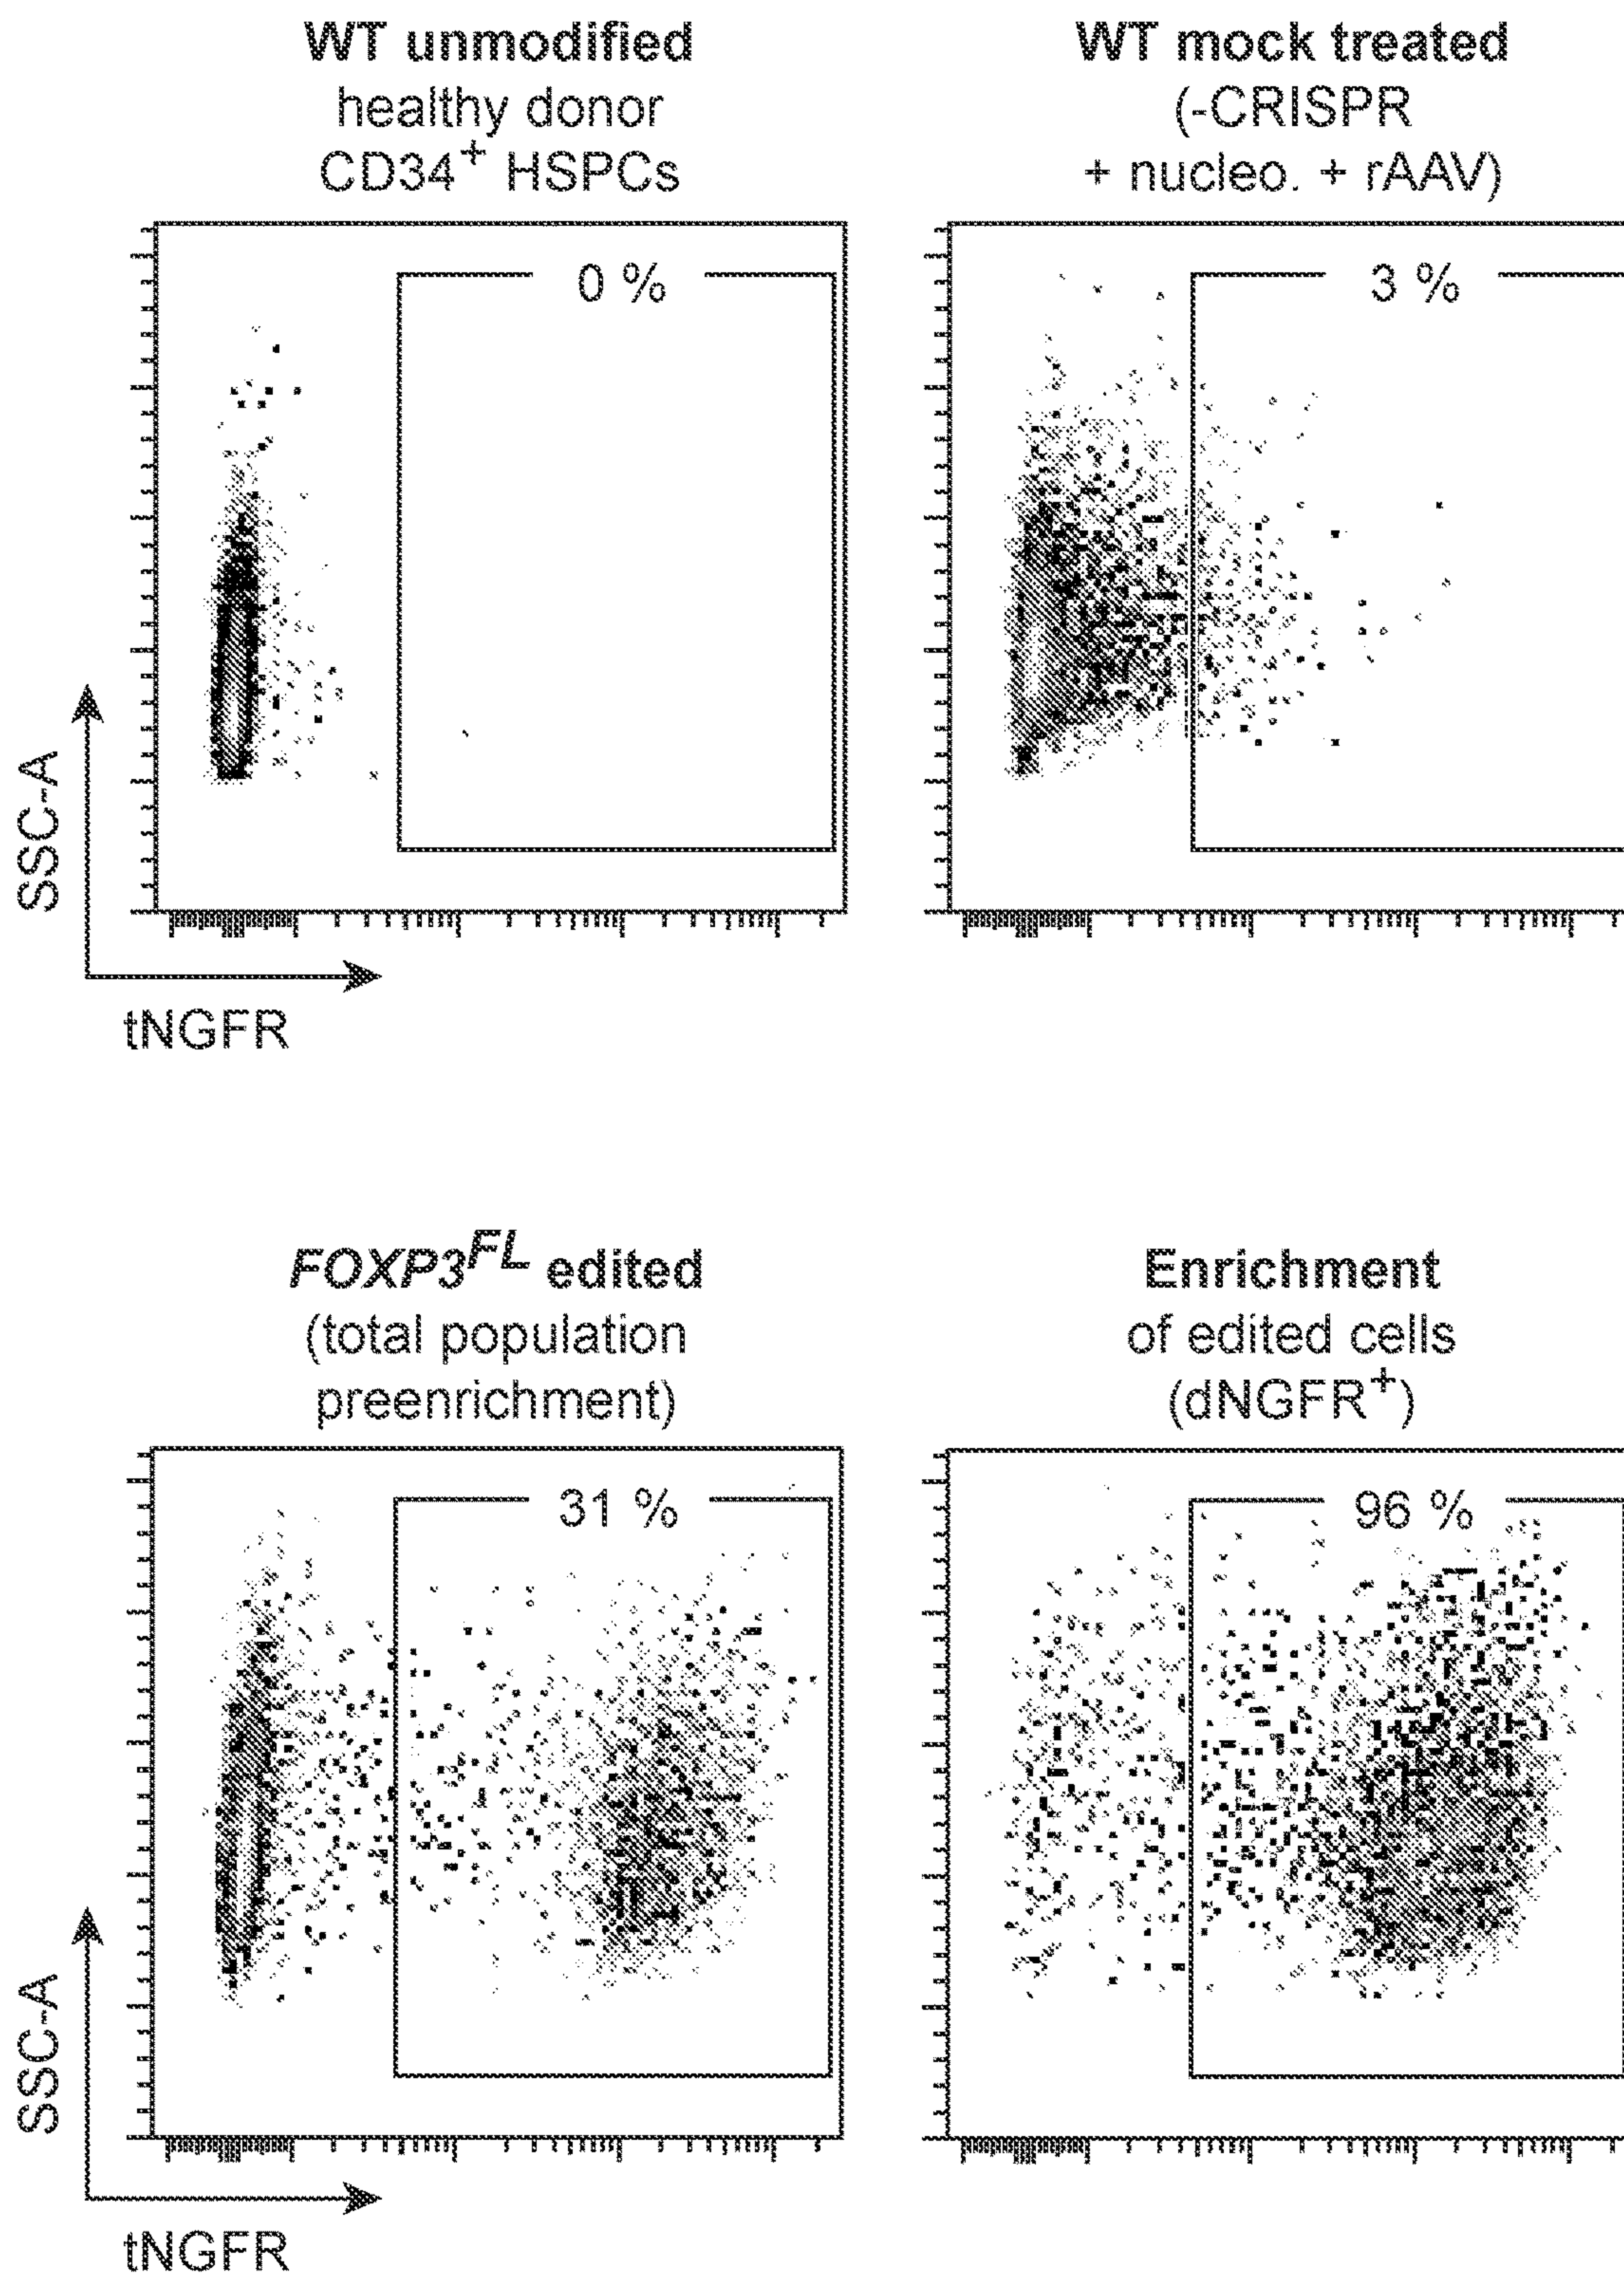 WT unmodified
healthy donor
CD34+ HSPCs
WT mock treated
(-CRISPR
+ nucleo. + rAAV)
0 %
3 %
SSC-A
tNGFR
FOXP3FL edited
(total population
preenrichment)
Enrichment
of edited cells
(dNGFR+)
31 %
96 %
SSC-A
tNGFR